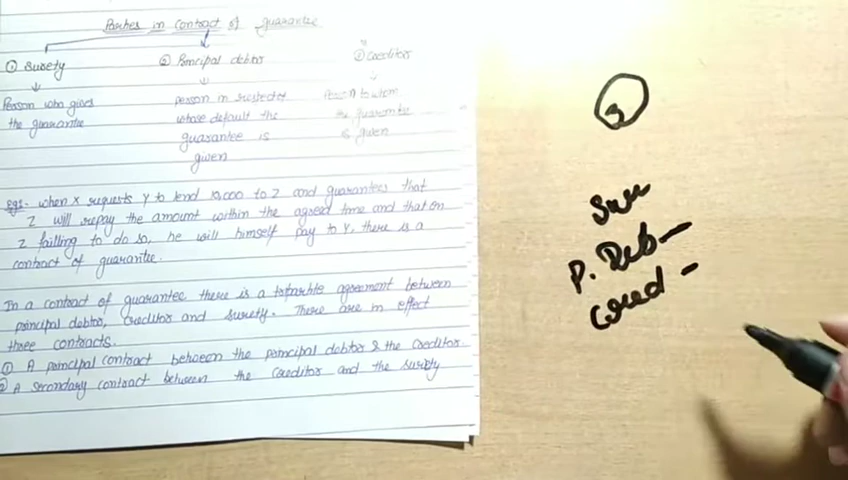 Parties in contract of guarantee
① Surety
② Principal debtor
③ Creditors
Person who gives
the guarantee
person in respect of
whose default the
guarantee is
given
Person to whom
the guarantee
is given
Eg:- when X requests Y to lend 10,000 to Z and guarantees that
Z will repay the amount within the agreed time and that on
Z failling to do so, he will himself pay to Y, there is a
contract of guarantee.
In a contract of guarantee there is a agreement between
principal debtor, creditor and surety. There are in effect
three contracts.
① A principal contract between the principal debtor & the creditor.
② A secondary contract between the creditor and the surety
3
Sure
P. Deb-
Cred -